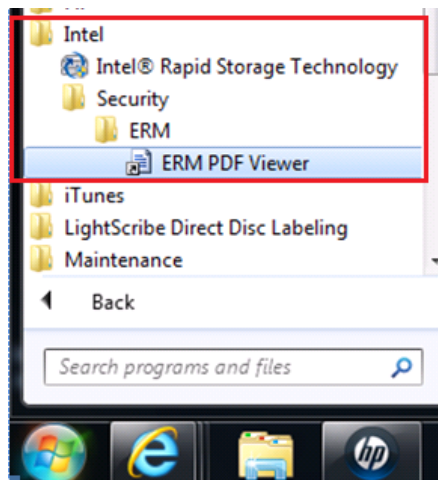 Intel
Intel® Rapid Storage Technology
Security
ERM
ERM PDF Viewer
iTunes
LightScribe Direct Disc Labeling
Maintenance
Back
Search programs and files
hp